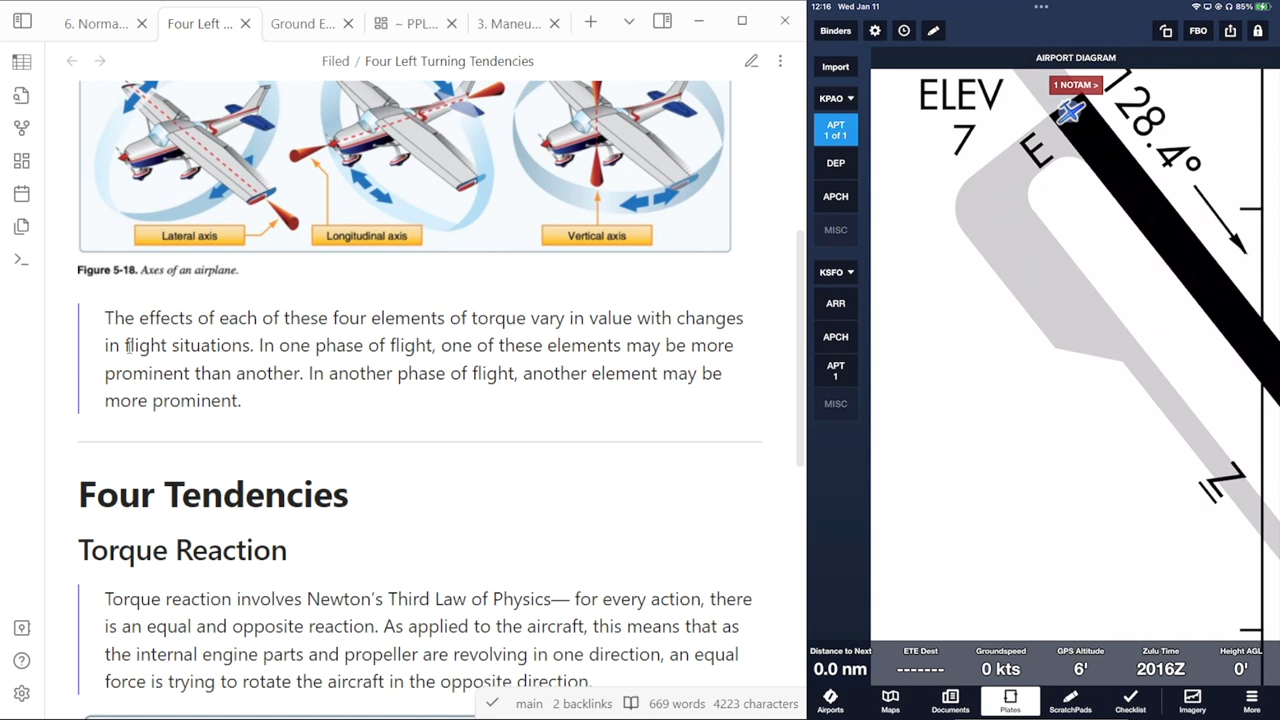 6. Norma...
Four Left ...
Ground E...
~ PPL...
3. Maneu...
Filed / Four Left Turning Tendencies
Lateral axis
Longitudinal axis
Vertical axis
Figure 5-18. Axes of an airplane.
The effects of each of these four elements of torque vary in value with changes
in flight situations. In one phase of flight, one of these elements may be more
prominent than another. In another phase of flight, another element may be
more prominent.
Four Tendencies
Torque Reaction
Torque reaction involves Newton's Third Law of Physics— for every action, there
is an equal and opposite reaction. As applied to the aircraft, this means that as
the internal engine parts and propeller are revolving in one direction, an equal
force is trying to rotate the aircraft in the opposite direction.
main 2 backlinks 669 words 4223 characters
12:16 Wed Jan 11
85%
Binders
FBO
Import
AIRPORT DIAGRAM
KPAO
APT
1 of 1
DEP
APCH
MISC
KSFO
ARR
APCH
APT
1
MISC
ELEV
7
1 NOTAM >
128.4°
E
Z
Distance to Next
0.0 nm
ETE Dest
-------
Groundspeed
0 kts
GPS Altitude
6'
Zulu Time
2016Z
Height AGL
0'
Airports
Maps
Documents
Plates
ScratchPads
Checklist
Imagery
More